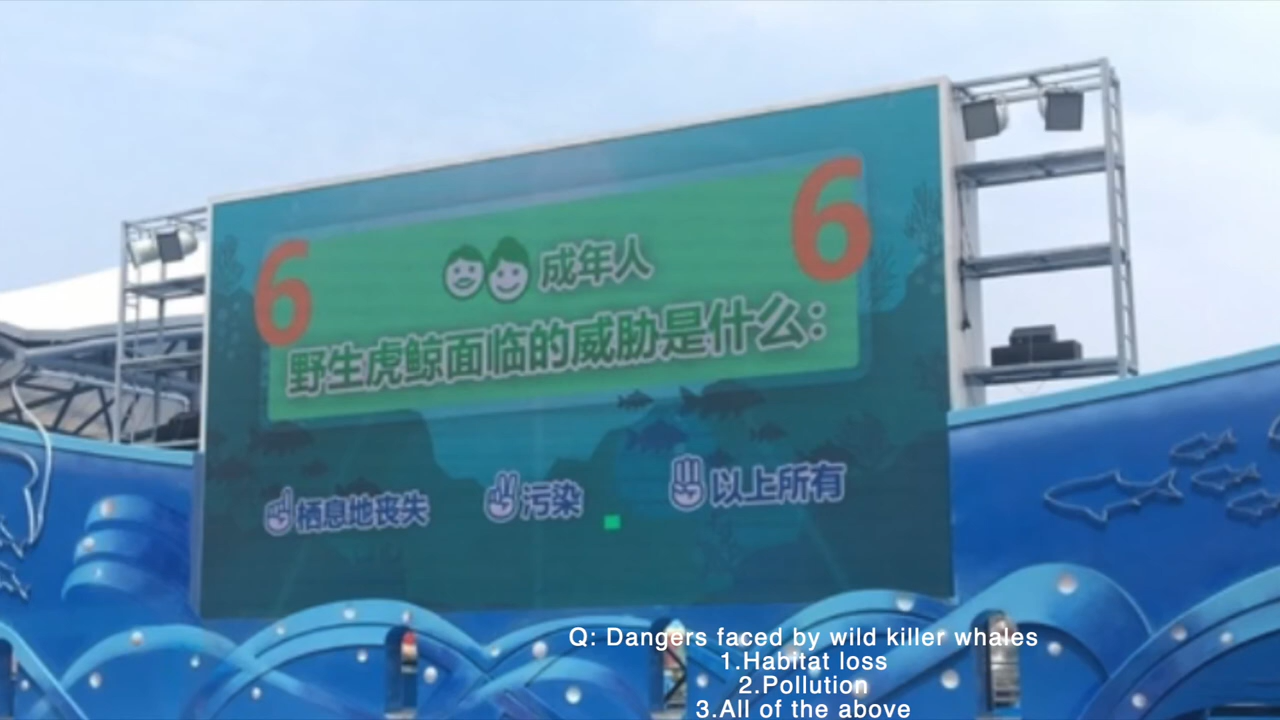 6
6
成年人
野生虎鲸面临的威胁是什么：
栖息地丧失
污染
以上所有
Q: Dangers faced by wild killer whales
1.Habitat loss
2.Pollution
3.All of the above